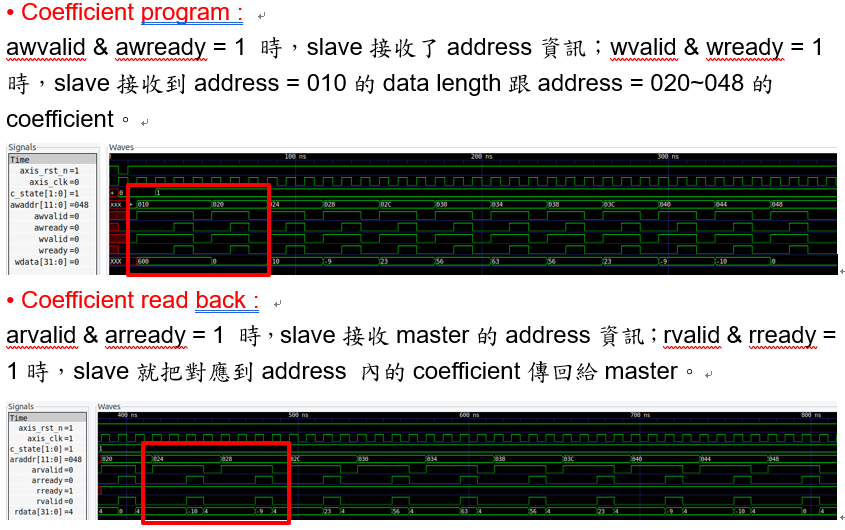 • Coefficient program :
awvalid & awready = 1 時，slave 接收了 address 資訊；wvalid & wready = 1
時，slave 接收到 address = 010 的 data length 跟 address = 020~048 的
coefficient。
Signals Waves
Time 100 ns 200 ns 300 ns
axis_rst_n=1
axis_clk=0
c_state[1:0]=1 + 0 1
awaddr[11:0]=048 xxx + 010 020 024 028 02C 030 034 038 03C 040 044 048
awvalid=0
awready=0
wvalid=0
wready=0
wdata[31:0]=0 xxx 600 0 -10 -9 23 56 63 56 23 -9 -10 0
• Coefficient read back :
arvalid & arready = 1 時，slave 接收 master 的 address 資訊；rvalid & rready =
1 時，slave 就把對應到 address 內的 coefficient 傳回給 master。
Signals Waves
Time 400 ns 500 ns 600 ns 700 ns 800 ns
axis_rst_n=1
axis_clk=0
c_state[1:0]=1 1
araddr[11:0]=048 020 024 028 02C 030 034 038 03C 040 044 048
arvalid=0
arready=0
rready=1
rvalid=0
rdata[31:0]=4 4 0 4 -10 4 -9 4 23 4 56 4 63 4 56 4 23 4 -9 4 -10 4 0 4